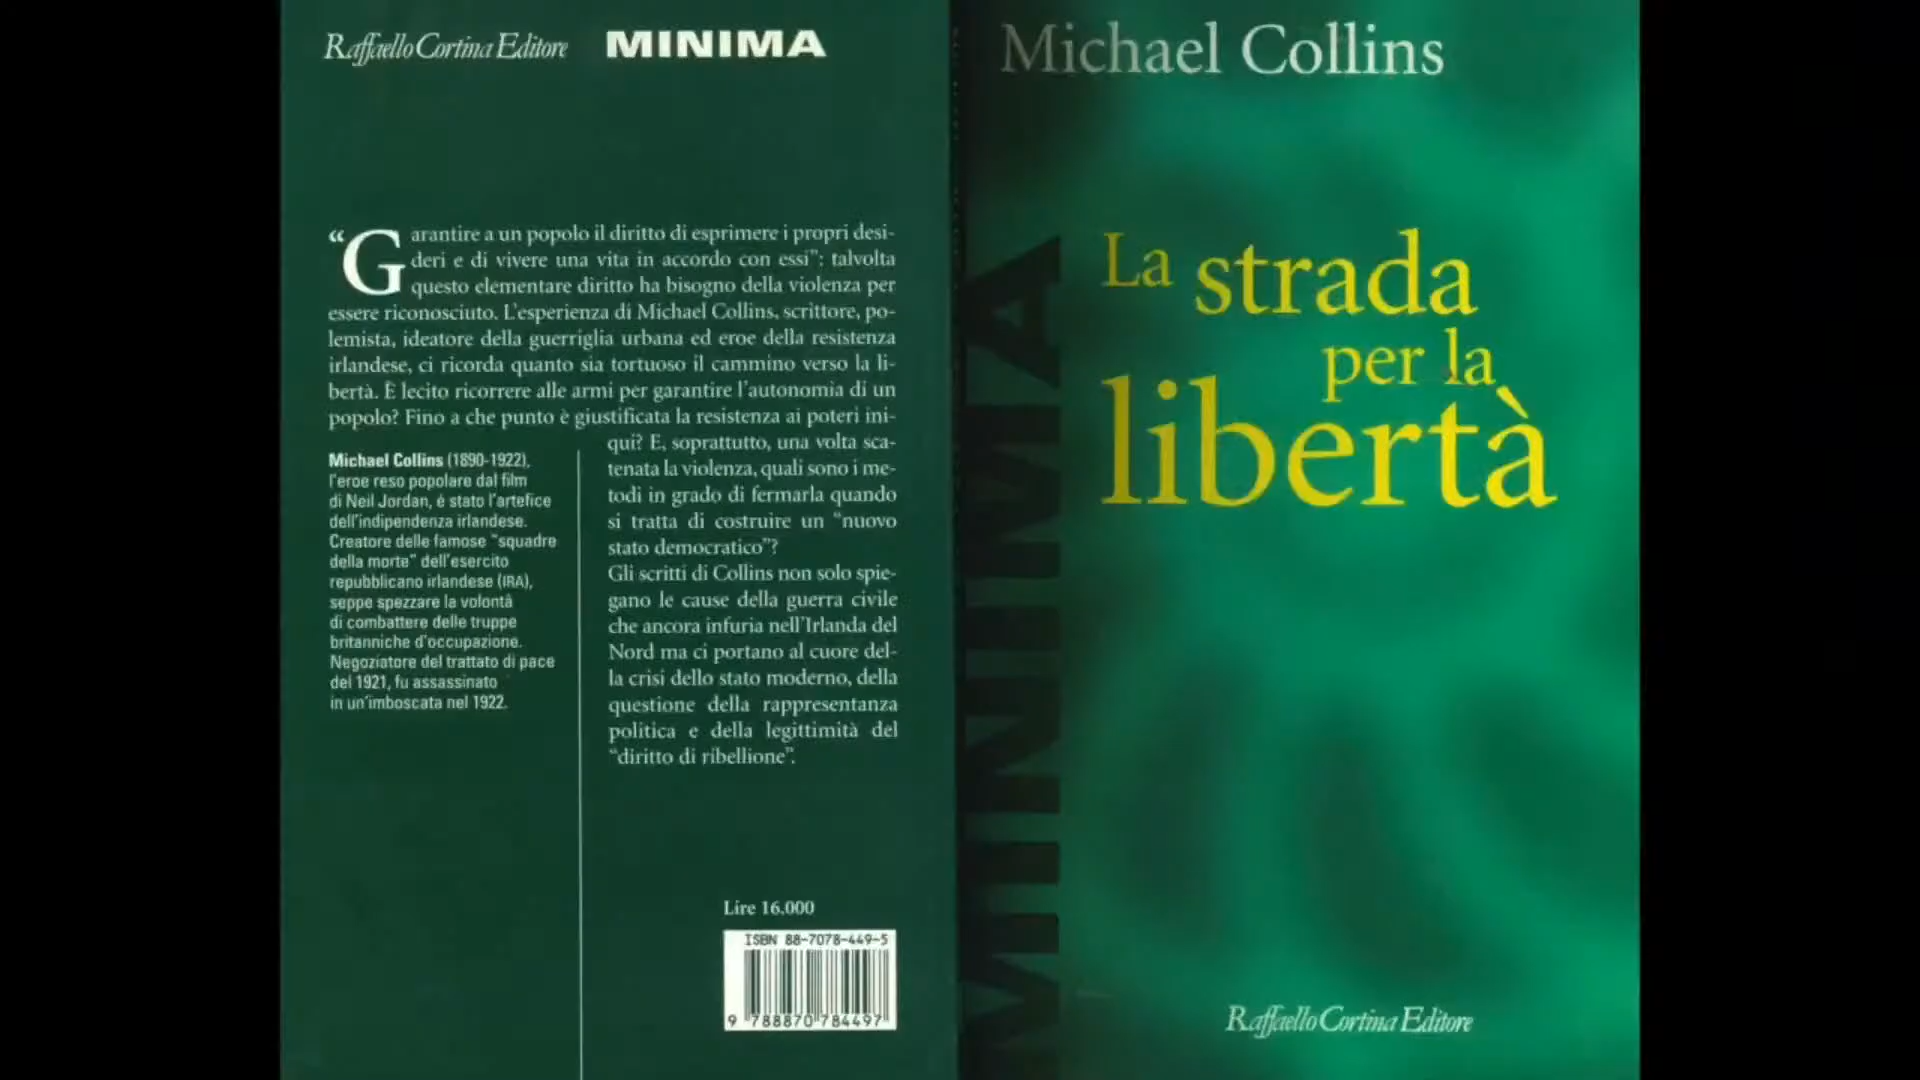 Raffaello Cortina Editore MINIMA
“Garantire a un popolo il diritto di esprimere i propri desi-
deri e di vivere una vita in accordo con essi”: talvolta
questo elementare diritto ha bisogno della violenza per
essere riconosciuto. L’esperienza di Michael Collins, scrittore, po-
lemista, ideatore della guerriglia urbana ed eroe della resistenza
irlandese, ci ricorda quanto sia tortuoso il cammino verso la li-
bertà. È lecito ricorrere alle armi per garantire l’autonomia di un
popolo? Fino a che punto è giustificata la resistenza ai poteri ini-
qui? E, soprattutto, una volta sca-
tenata la violenza, quali sono i me-
todi in grado di fermarla quando
si tratta di costruire un “nuovo
stato democratico”?
Gli scritti di Collins non solo spie-
gano le cause della guerra civile
che ancora infuria nell’Irlanda del
Nord ma ci portano al cuore del-
la crisi dello stato moderno, della
questione della rappresentanza
politica e della legittimità del
“diritto di ribellione”.
Michael Collins (1890-1922),
l’eroe reso popolare dal film
di Neil Jordan, è stato l’artefice
dell’indipendenza irlandese.
Creatore delle famose “squadre
della morte” dell’esercito
repubblicano irlandese (IRA),
seppe spezzare la volontà
di combattere delle truppe
britanniche d’occupazione.
Negoziatore del trattato di pace
del 1921, fu assassinato
in un’imboscata nel 1922.
Lire 16.000
ISBN 88-7078-449-5
9 788870 784497
MINIMA
Michael Collins
La strada
per la
libertà
Raffaello Cortina Editore